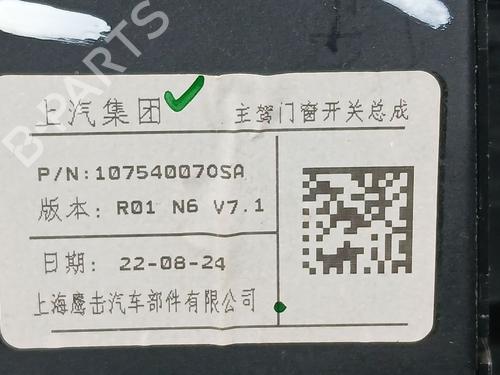 B PARTS
上汽集团 主驾门窗开关总成
P/N:10754007OSA
版本: R01 N6 V7.1
日期: 22-08-24
上海鹰击汽车部件有限公司